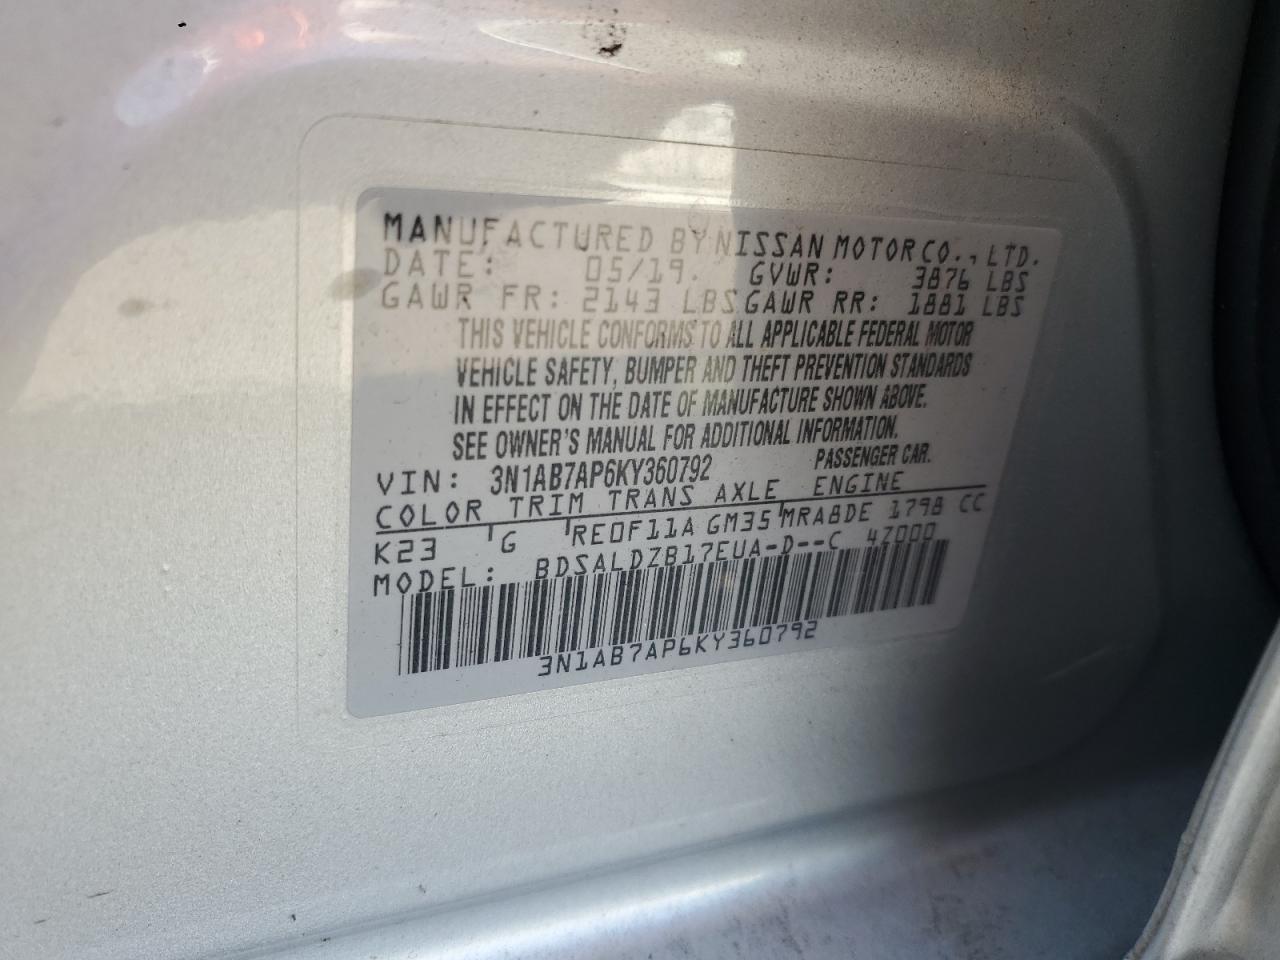 MANUFACTURED BY NISSAN MOTOR CO., LTD.
DATE: 05/19. GVWR: 3876 LBS
GAWR FR: 2143 LBS GAWR RR: 1881 LBS
THIS VEHICLE CONFORMS TO ALL APPLICABLE FEDERAL MOTOR
VEHICLE SAFETY, BUMPER AND THEFT PREVENTION STANDARDS
IN EFFECT ON THE DATE OF MANUFACTURE SHOWN ABOVE.
SEE OWNER'S MANUAL FOR ADDITIONAL INFORMATION.
VIN: 3N1AB7AP6KY360792 PASSENGER CAR.
COLOR TRIM TRANS AXLE ENGINE
K23 G RE0F11A GM35 MRA8DE 1798 CC
MODEL: BDSALDZB17EUA-D--C 47000
3N1AB7AP6KY360792